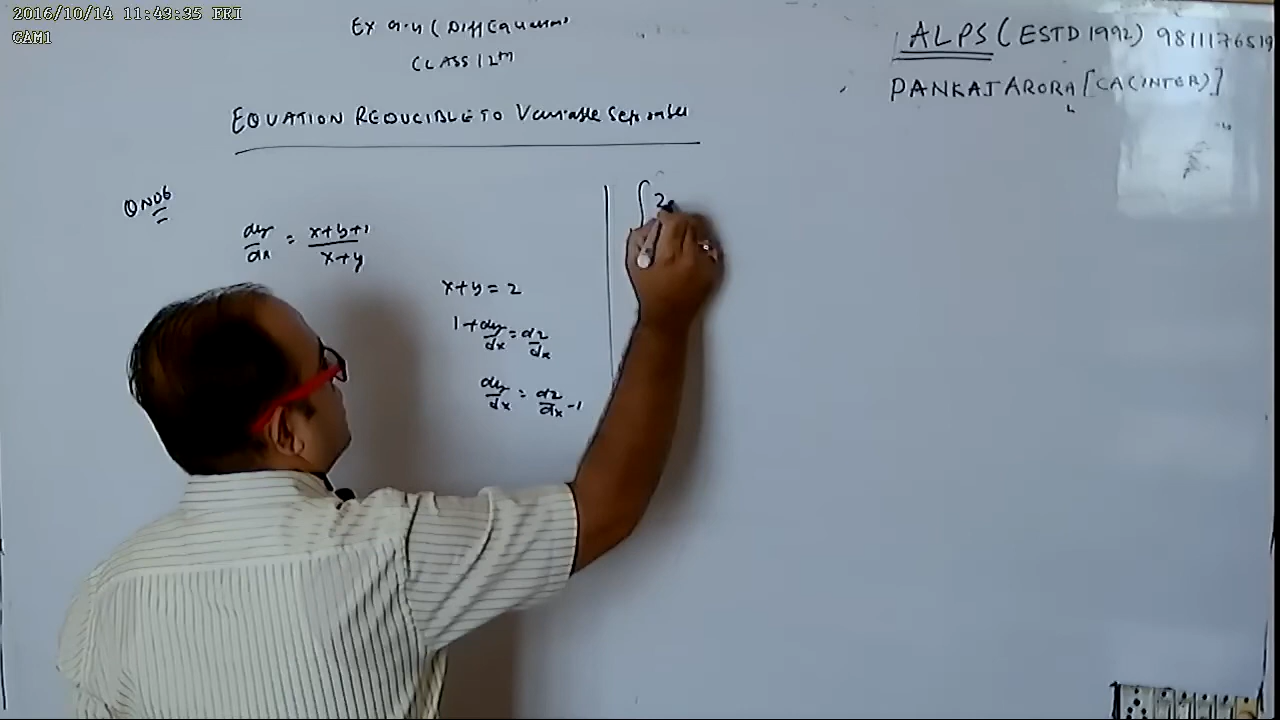 2016/10/14 11:43:35 FRI
CAM1
Ex 9.4 (Diff Equation)
CLASS 12th
ALPS (ESTD 1992) 9811176519
PANKAJ ARORA [CA (INTER)]
EQUATION REDUCIBLE TO Variable Separable
QNO6
dy/dx = x+y+1/x+y
x+y = z
1+dy/dx = dz/dx
dy/dx = dz/dx -1
∫ z